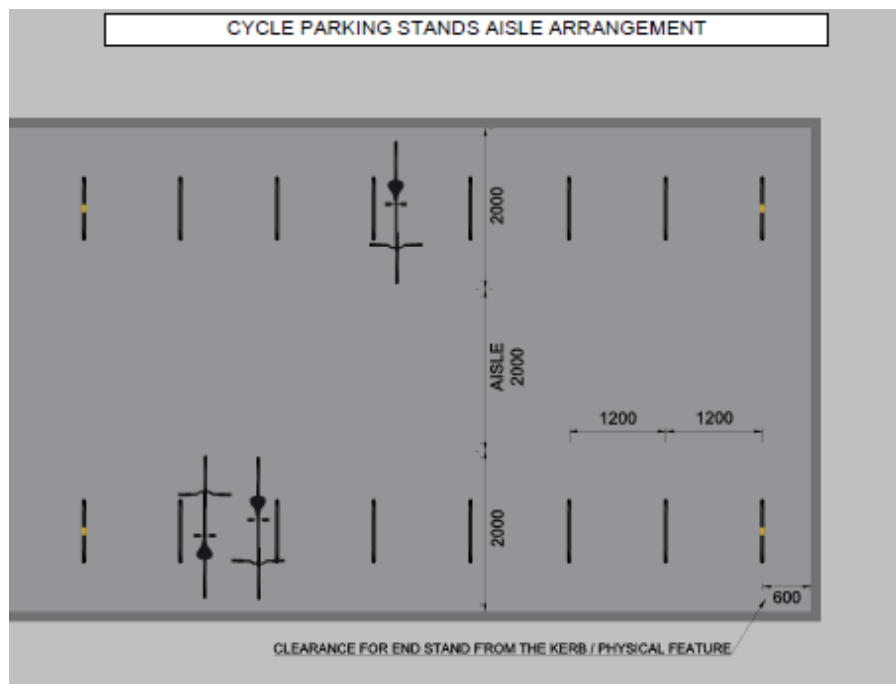 CYCLE PARKING STANDS AISLE ARRANGEMENT
2000
AISLE
2000
1200
1200
2000
600
CLEARANCE FOR END STAND FROM THE KERB / PHYSICAL FEATURE